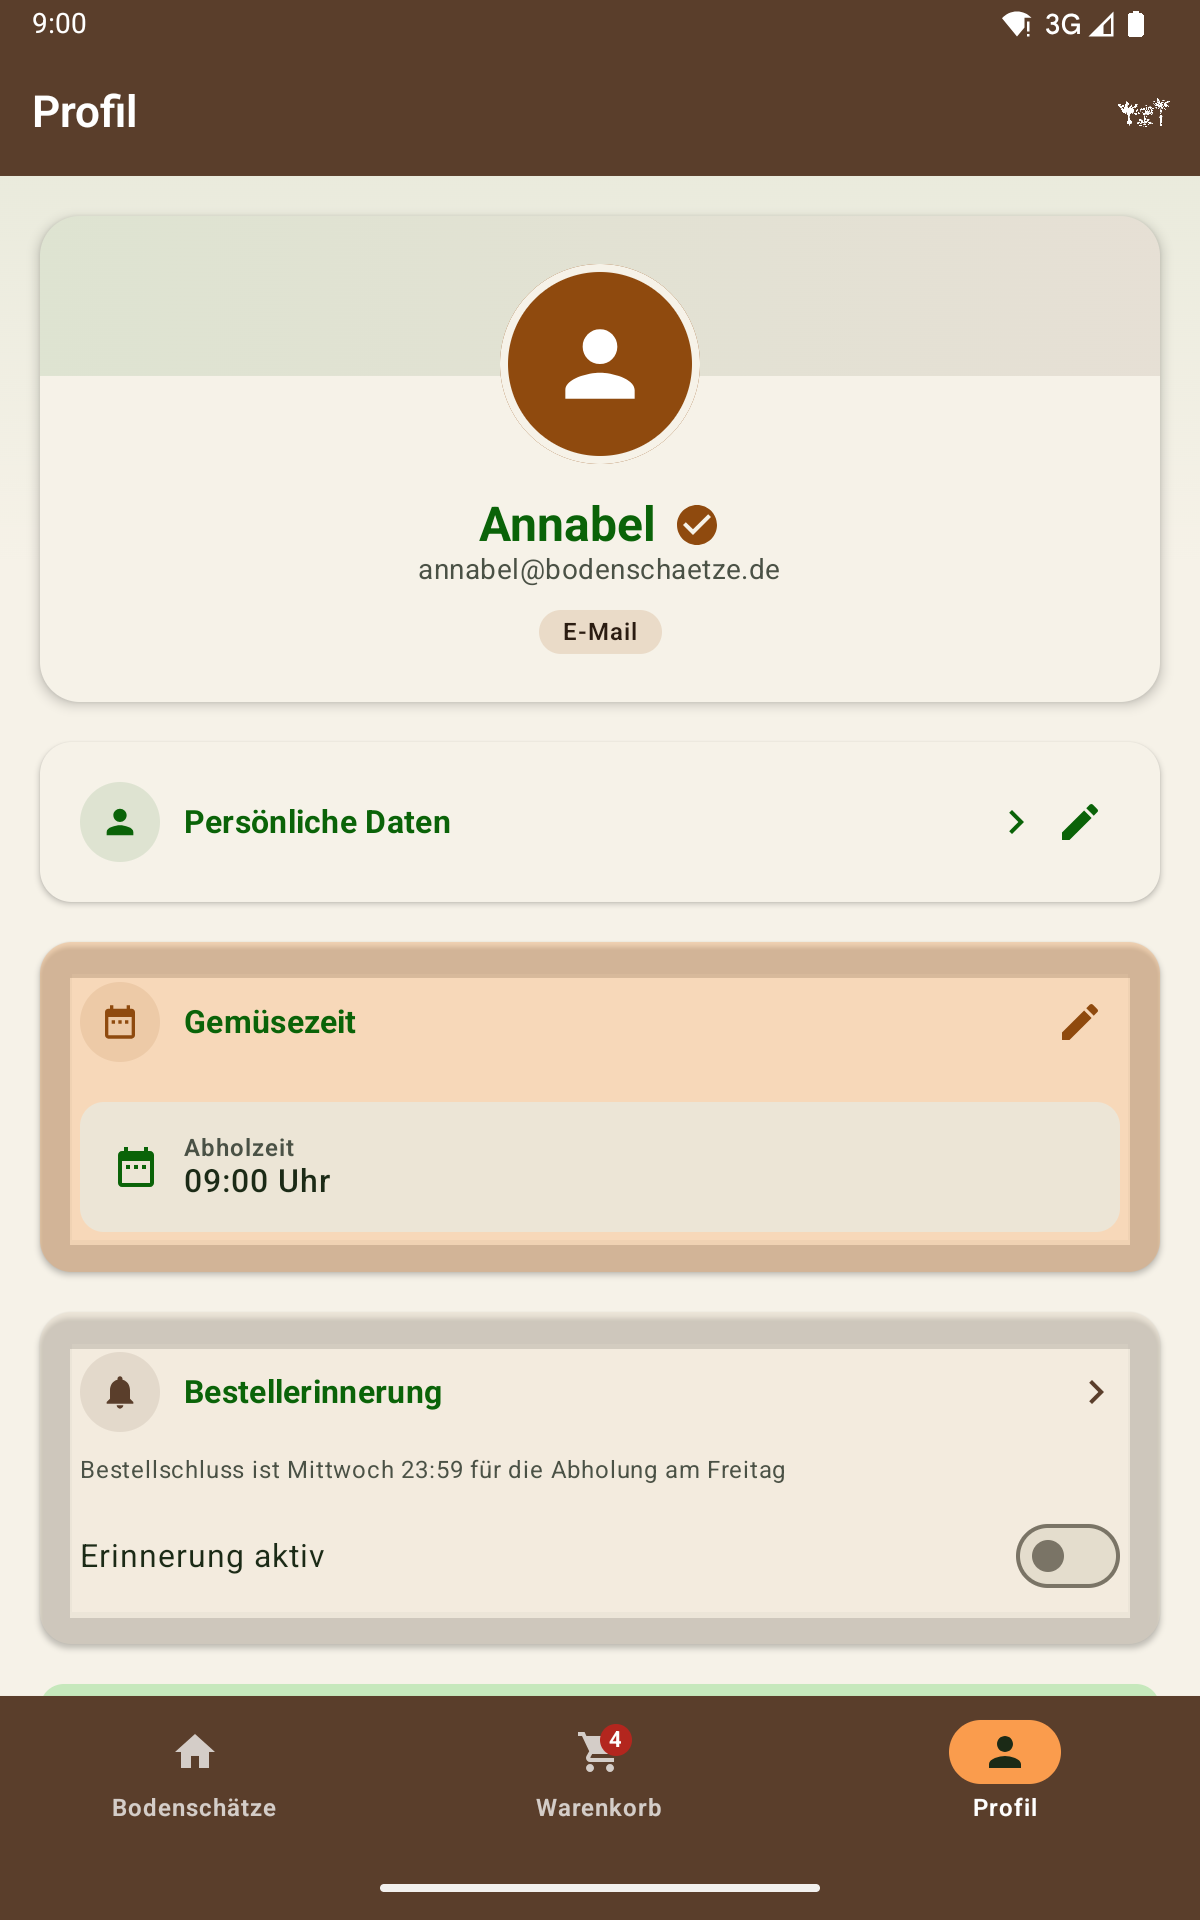 9:00
3G
Profil
Annabel
annabel@bodenschaetze.de
E-Mail
Persönliche Daten
Gemüsezeit
Abholzeit
09:00 Uhr
Bestellerinnerung
Bestellschluss ist Mittwoch 23:59 für die Abholung am Freitag
Erinnerung aktiv
4
Bodenschätze
Warenkorb
Profil